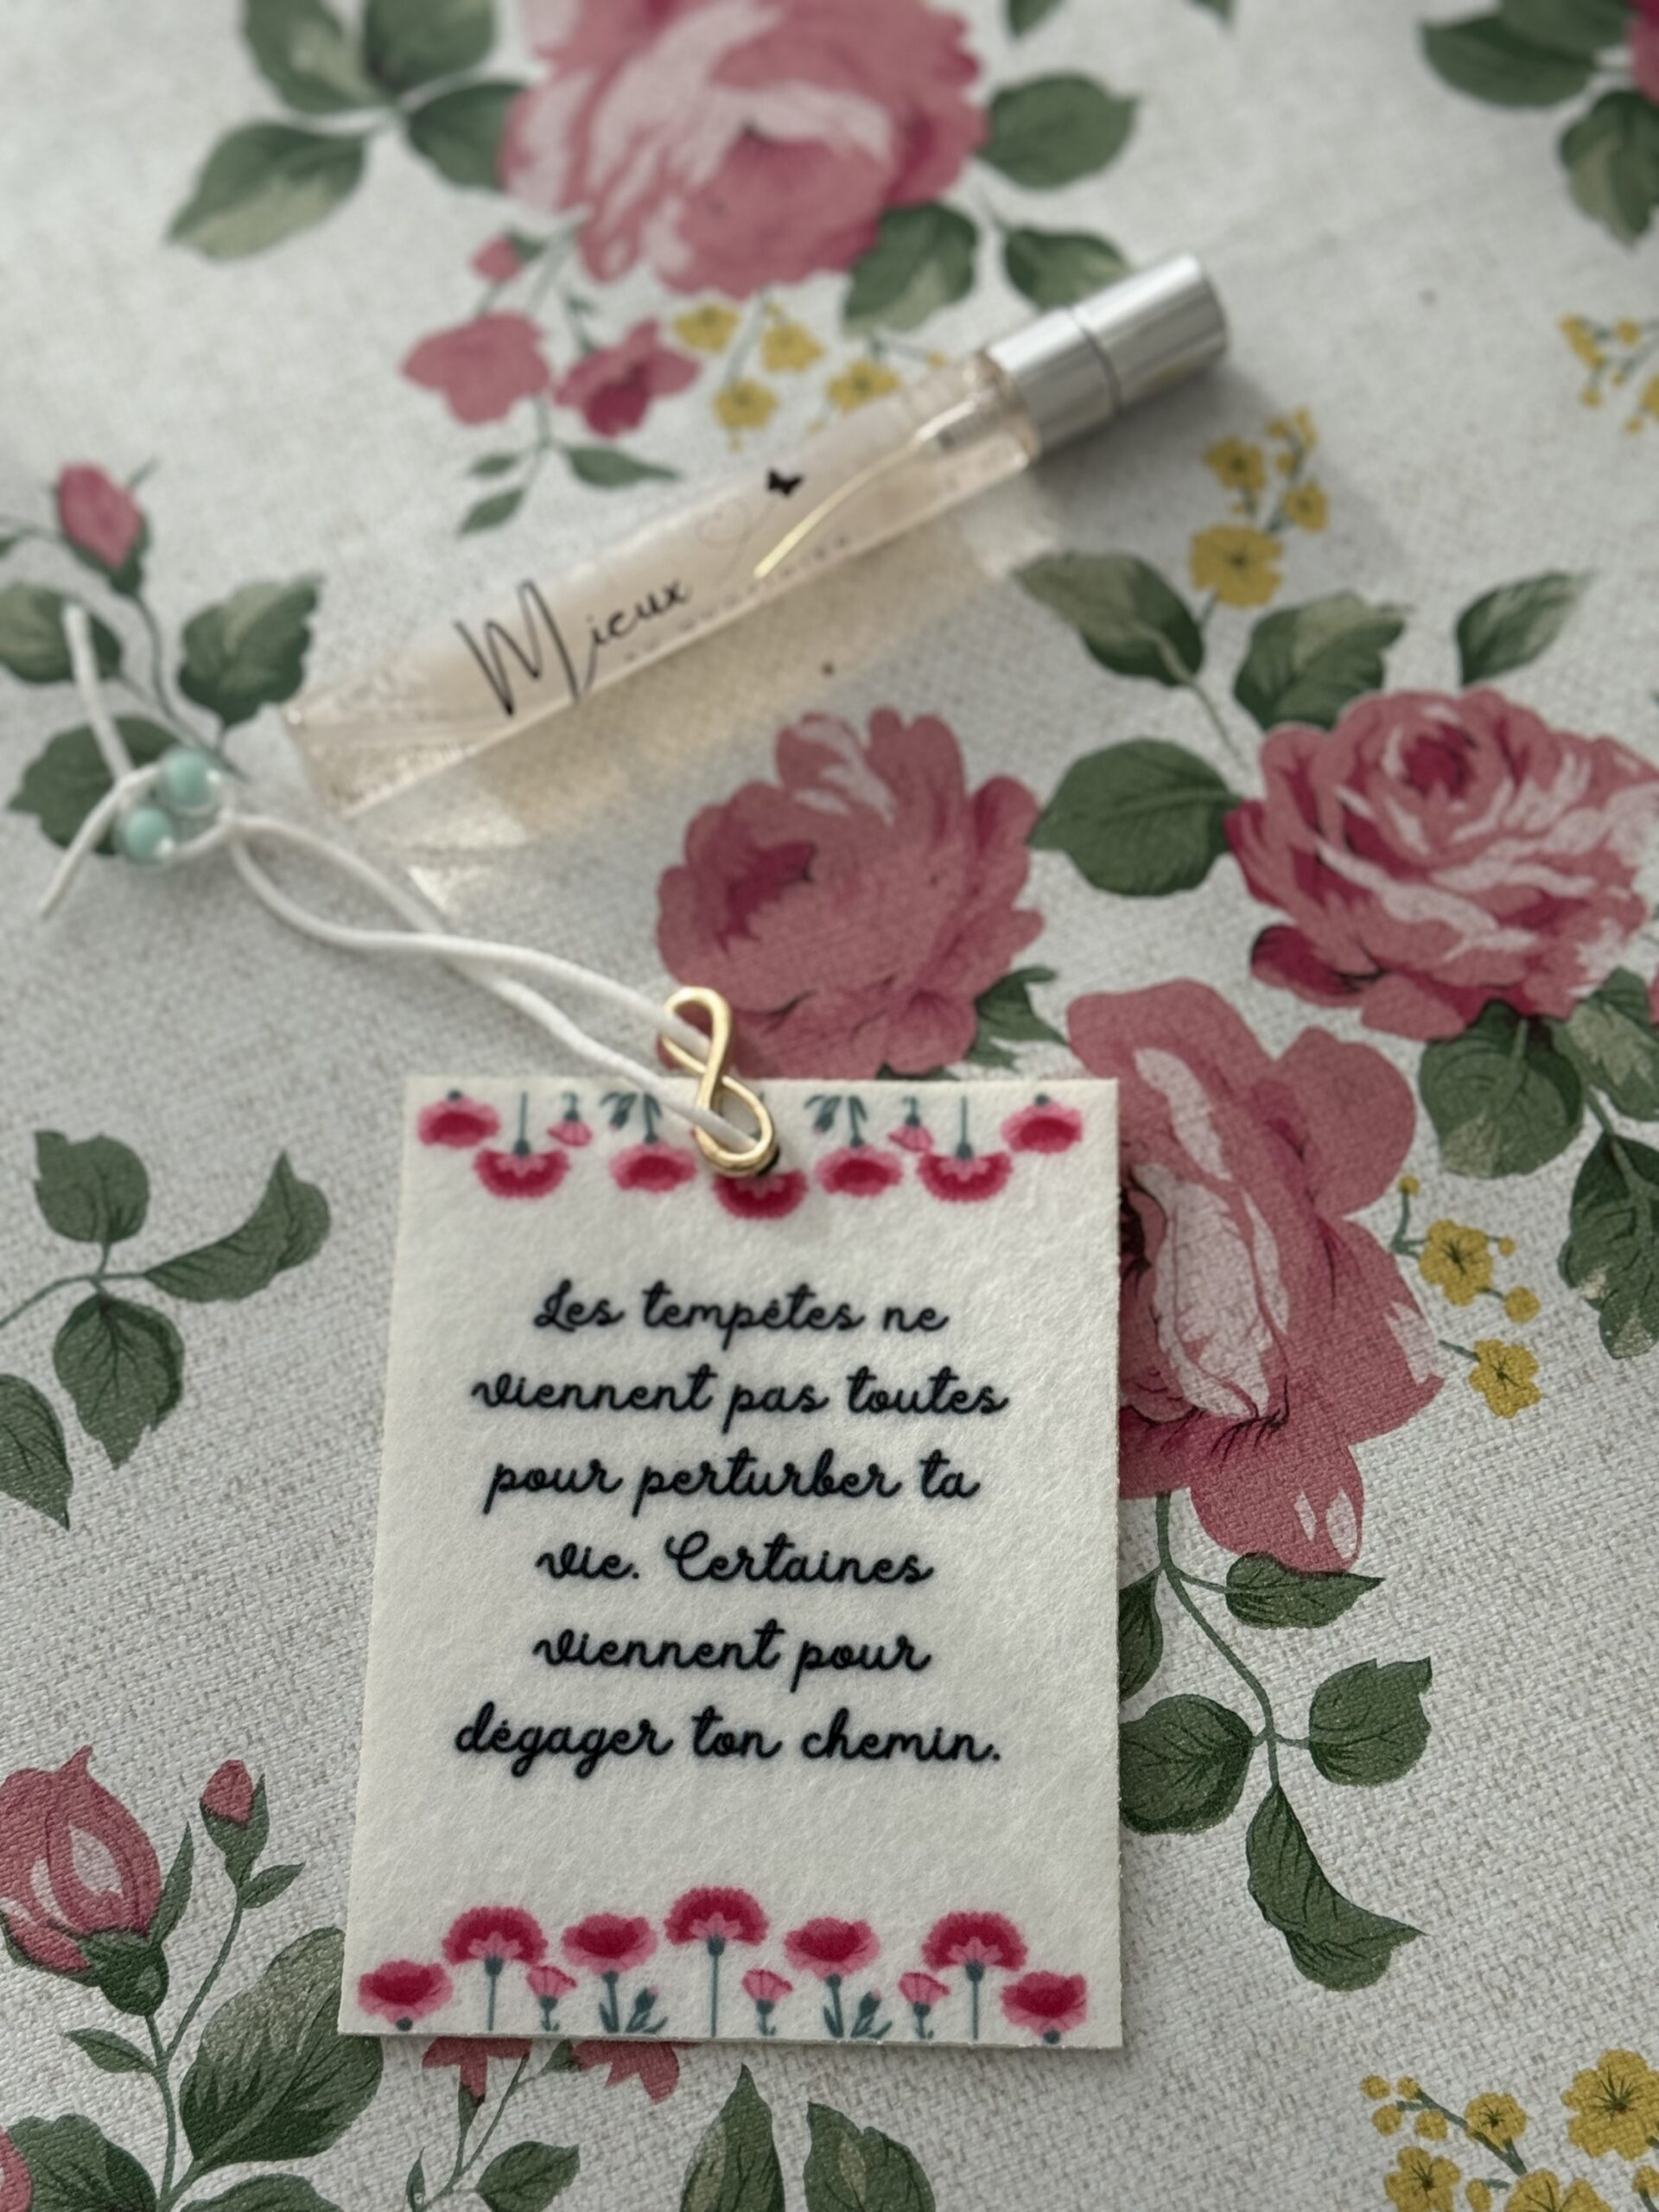 Mieux
Les tempêtes ne
viennent pas toutes
pour perturber ta
vie. Certaines
viennent pour
dégager ton chemin.